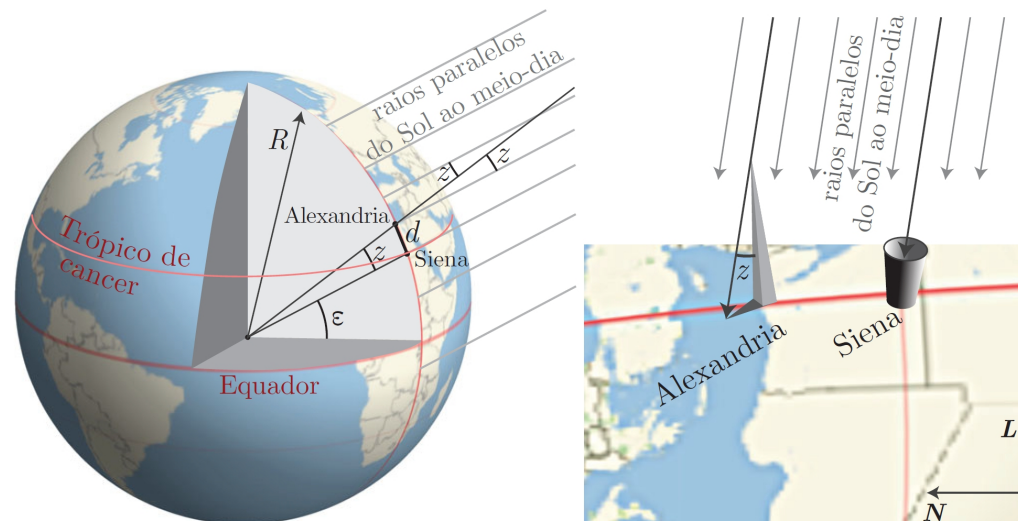 raios paralelos
do Sol ao meio-dia
R
z
z
Alexandria
d
z
Siena
Trópico de
cancer
ε
Equador
raios paralelos
do Sol ao meio-dia
z
Alexandria
Siena
L
N